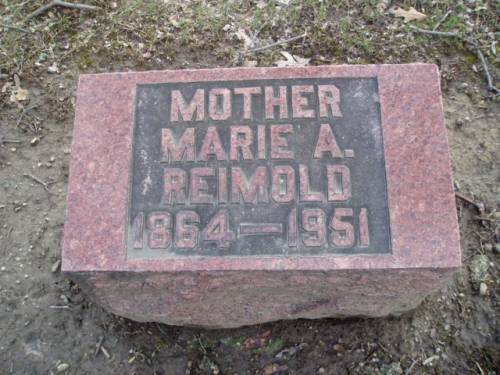 MOTHER
MARIE A.
REIMOLD
1864—1951